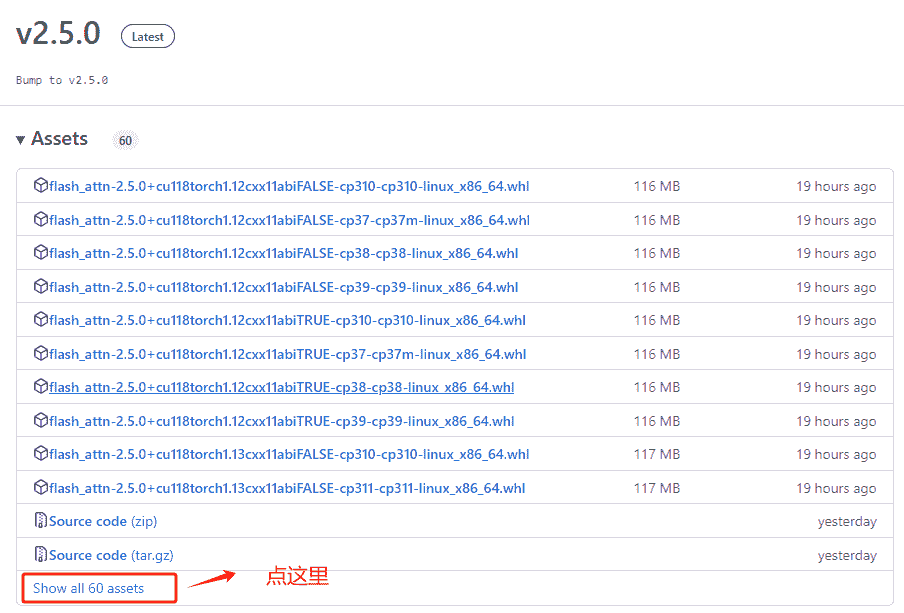 v2.5.0 Latest
Bump to v2.5.0
Assets 60
flash_attn-2.5.0+cu118torch1.12cxx11abiFALSE-cp310-cp310-linux_x86_64.whl 116 MB 19 hours ago
flash_attn-2.5.0+cu118torch1.12cxx11abiFALSE-cp37-cp37m-linux_x86_64.whl 116 MB 19 hours ago
flash_attn-2.5.0+cu118torch1.12cxx11abiFALSE-cp38-cp38-linux_x86_64.whl 116 MB 19 hours ago
flash_attn-2.5.0+cu118torch1.12cxx11abiFALSE-cp39-cp39-linux_x86_64.whl 116 MB 19 hours ago
flash_attn-2.5.0+cu118torch1.12cxx11abiTRUE-cp310-cp310-linux_x86_64.whl 116 MB 19 hours ago
flash_attn-2.5.0+cu118torch1.12cxx11abiTRUE-cp37-cp37m-linux_x86_64.whl 116 MB 19 hours ago
flash_attn-2.5.0+cu118torch1.12cxx11abiTRUE-cp38-cp38-linux_x86_64.whl 116 MB 19 hours ago
flash_attn-2.5.0+cu118torch1.12cxx11abiTRUE-cp39-cp39-linux_x86_64.whl 116 MB 19 hours ago
flash_attn-2.5.0+cu118torch1.13cxx11abiFALSE-cp310-cp310-linux_x86_64.whl 117 MB 19 hours ago
flash_attn-2.5.0+cu118torch1.13cxx11abiFALSE-cp311-cp311-linux_x86_64.whl 117 MB 19 hours ago
Source code (zip) yesterday
Source code (tar.gz) yesterday
Show all 60 assets 点这里